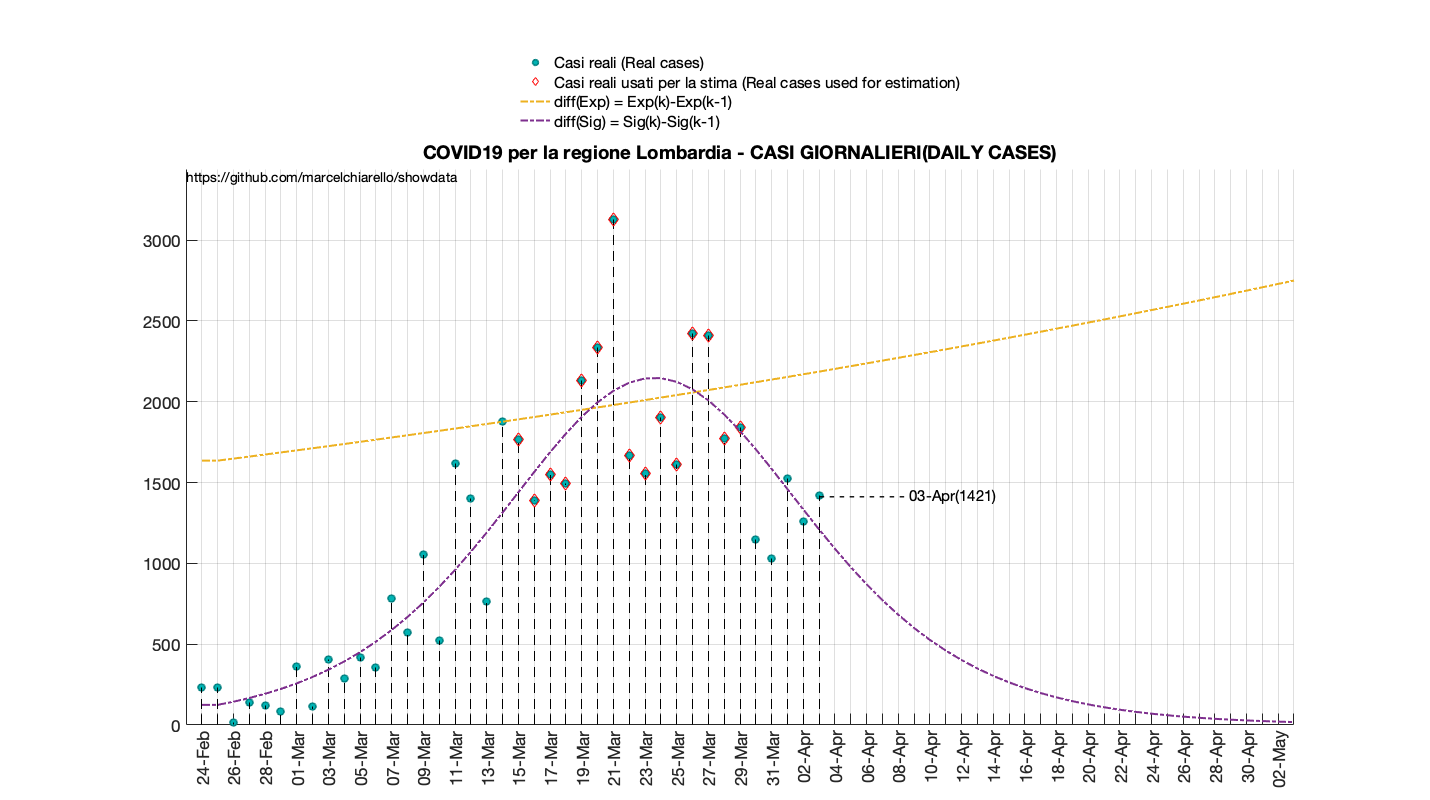 Casi reali (Real cases)
Casi reali usati per la stima (Real cases used for estimation)
diff(Exp) = Exp(k)-Exp(k-1)
diff(Sig) = Sig(k)-Sig(k-1)
COVID19 per la regione Lombardia - CASI GIORNALIERI(DAILY CASES)
https://github.com/marcelchiarello/showdata
3000
2500
2000
1500
1000
500
0
03-Apr(1421)
24-Feb
26-Feb
28-Feb
01-Mar
03-Mar
05-Mar
07-Mar
09-Mar
11-Mar
13-Mar
15-Mar
17-Mar
19-Mar
21-Mar
23-Mar
25-Mar
27-Mar
29-Mar
31-Mar
02-Apr
04-Apr
06-Apr
08-Apr
10-Apr
12-Apr
14-Apr
16-Apr
18-Apr
20-Apr
22-Apr
24-Apr
26-Apr
28-Apr
30-Apr
02-May